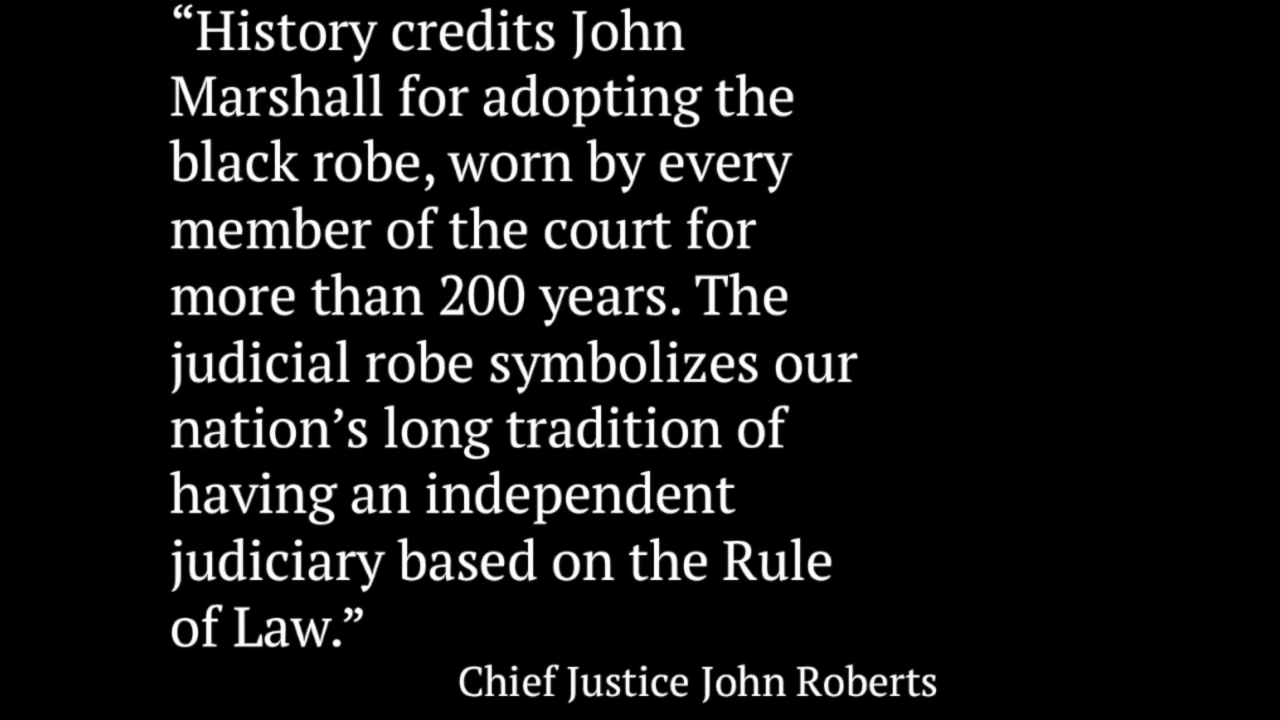 “History credits John
Marshall for adopting the
black robe, worn by every
member of the court for
more than 200 years. The
judicial robe symbolizes our
nation’s long tradition of
having an independent
judiciary based on the Rule
of Law.”
Chief Justice John Roberts